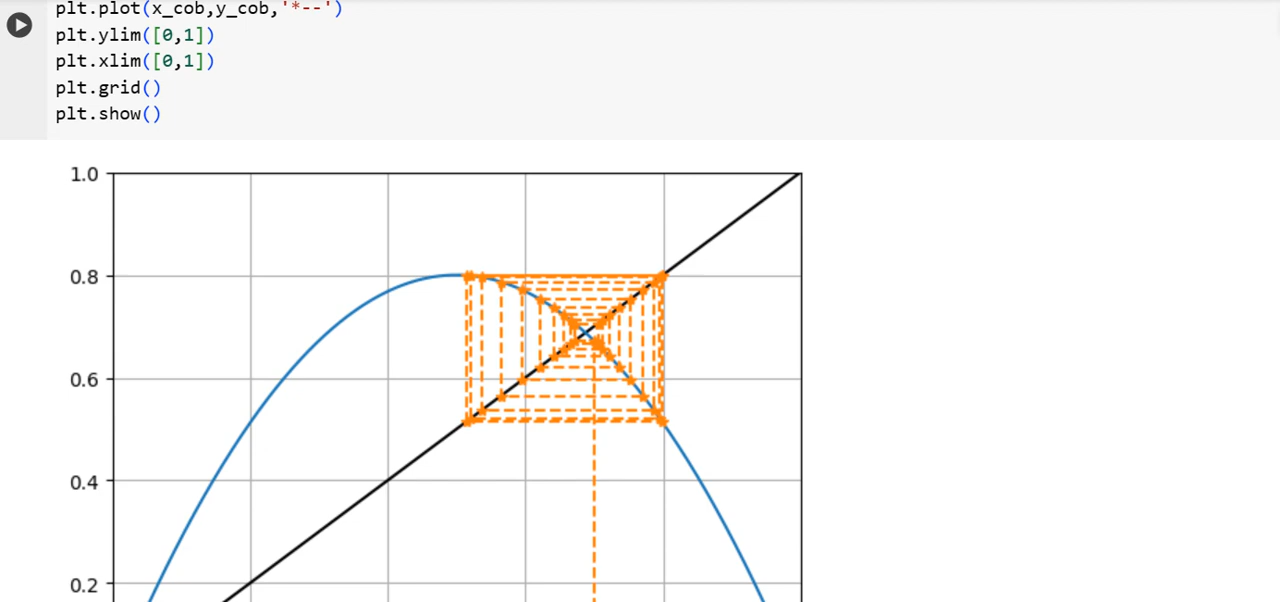 plt.plot(x_cob,y_cob,'*--')
plt.ylim([0,1])
plt.xlim([0,1])
plt.grid()
plt.show()
1.0
0.8
0.6
0.4
0.2